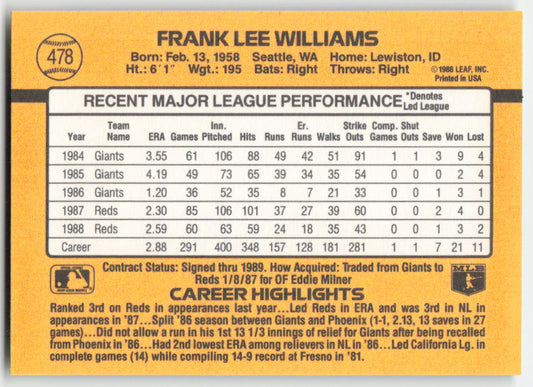 478
FRANK LEE WILLIAMS
Born: Feb. 13, 1958 Seattle, WA Home: Lewiston, ID
Ht.: 6'1" Wgt.: 195 Bats: Right Throws: Right
©1988 LEAF, INC.
Printed in USA
RECENT MAJOR LEAGUE PERFORMANCE *Denotes Led League
Year Team Name ERA Games Inn. Pitched Hits Runs Er. Runs Walks Strike Outs Comp. Games Shut Outs Save Won Lost
1984 Giants 3.55 61 106 88 49 42 51 91 1 1 3 9 4
1985 Giants 4.19 49 73 65 39 34 35 54 0 0 0 2 4
1986 Giants 1.20 36 52 35 8 7 21 33 0 0 1 3 1
1987 Reds 2.30 85 106 101 37 27 39 60 0 0 2 4 0
1988 Reds 2.59 60 63 59 24 18 35 43 0 0 1 3 2
Career 2.88 291 400 348 157 128 181 281 1 1 7 21 11
Contract Status: Signed thru 1989. How Acquired: Traded from Giants to
Reds 1/8/87 for OF Eddie Milner
MLB
CAREER HIGHLIGHTS
Ranked 3rd on Reds in appearances last year...Led Reds in ERA and was 3rd in NL in
appearances in '87...Split '86 season between Giants and Phoenix (1-1, 2.13, 13 saves in 27
games)...Did not allow a run in his 1st 13 1/3 innings of relief for Giants after being recalled
from Phoenix in '86...Had 2nd lowest ERA among relievers in NL in '86...Led California Lg. in
complete games (14) while compiling 14-9 record at Fresno in '81.